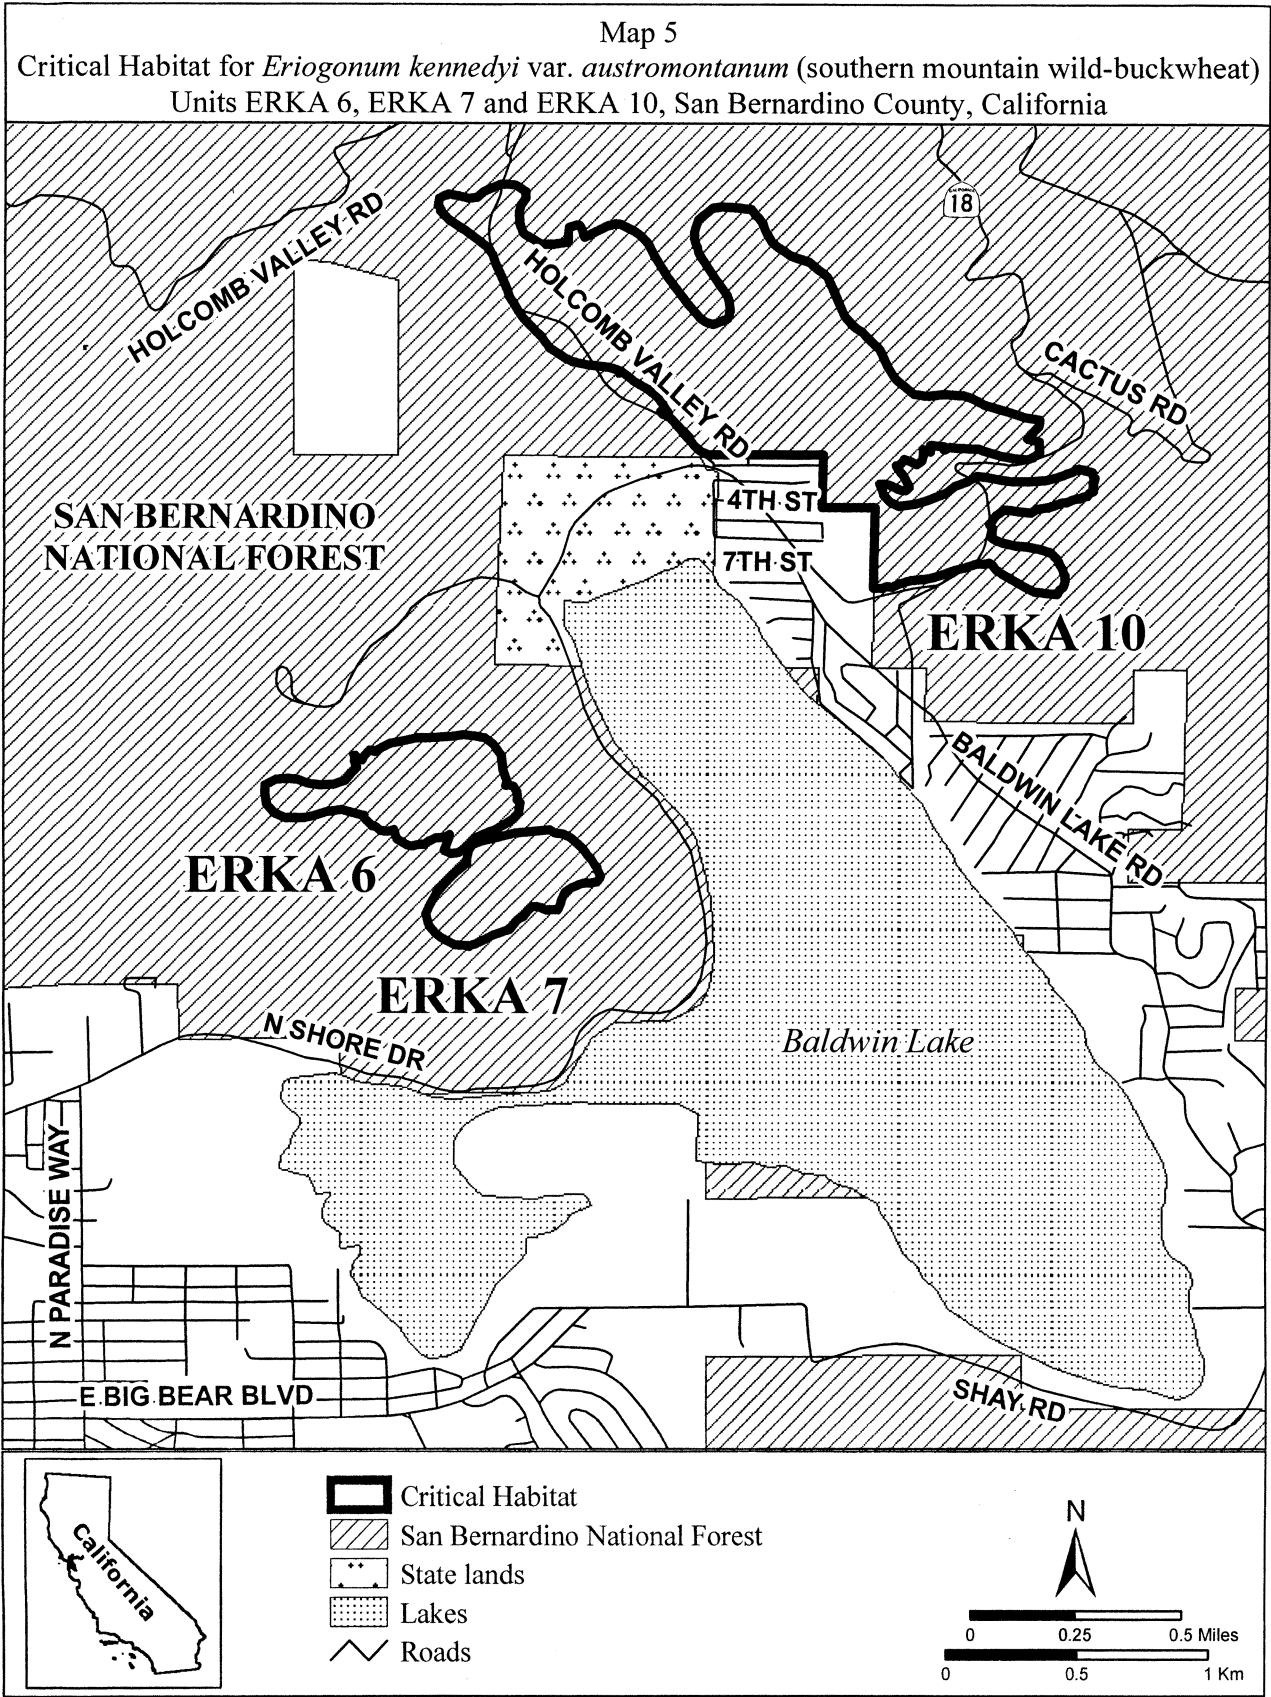 Map 5
Critical Habitat for Eriogonum kennedyi var. austromontanum (southern mountain wild-buckwheat)
Units ERKA 6, ERKA 7 and ERKA 10, San Bernardino County, California
18
HOLCOMB VALLEY RD
HOLCOMB VALLEY RD
CACTUS RD
SAN BERNARDINO
NATIONAL FOREST
4TH ST
7TH ST
ERKA 10
BALDWIN LAKE RD
ERKA 6
ERKA 7
N SHORE DR
Baldwin Lake
N PARADISE WAY
E BIG BEAR BLVD
SHAY RD
California
Critical Habitat
San Bernardino National Forest
State lands
Lakes
Roads
N
0 0.25 0.5 Miles
0 0.5 1 Km